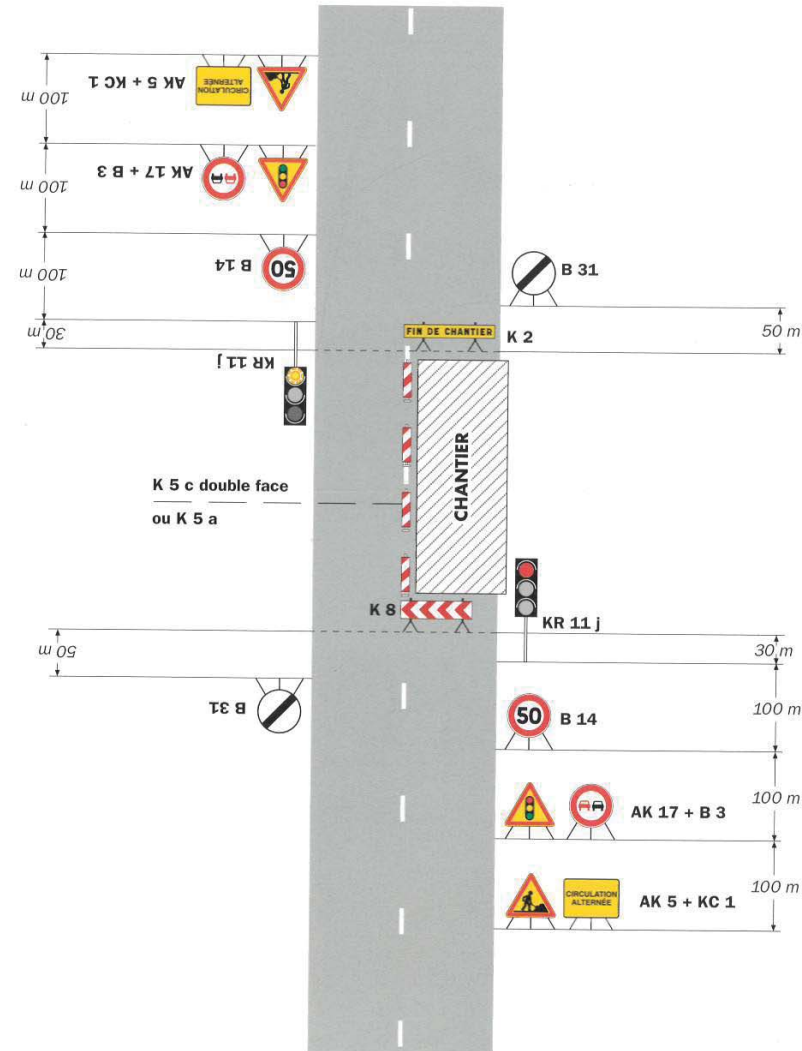 100 m
AK 5 + KC 1
CIRCULATION
ALTERNÉE
100 m
AK 17 + B 3
100 m
B 14
50
30 m
KR 11 j
B 31
50 m
FIN DE CHANTIER
K 2
CHANTIER
K 5 c double face
ou K 5 a
K 8
KR 11 j
30 m
50 m
B 31
50
B 14
100 m
AK 17 + B 3
100 m
CIRCULATION
ALTERNÉE
AK 5 + KC 1
100 m